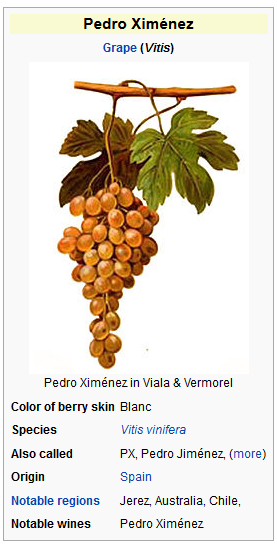 Pedro Ximénez
Grape (Vitis)
Pedro Ximénez in Viala & Vermorel
Color of berry skin Blanc
Species Vitis vinifera
Also called PX, Pedro Jiménez, (more)
Origin Spain
Notable regions Jerez, Australia, Chile,
Notable wines Pedro Ximénez